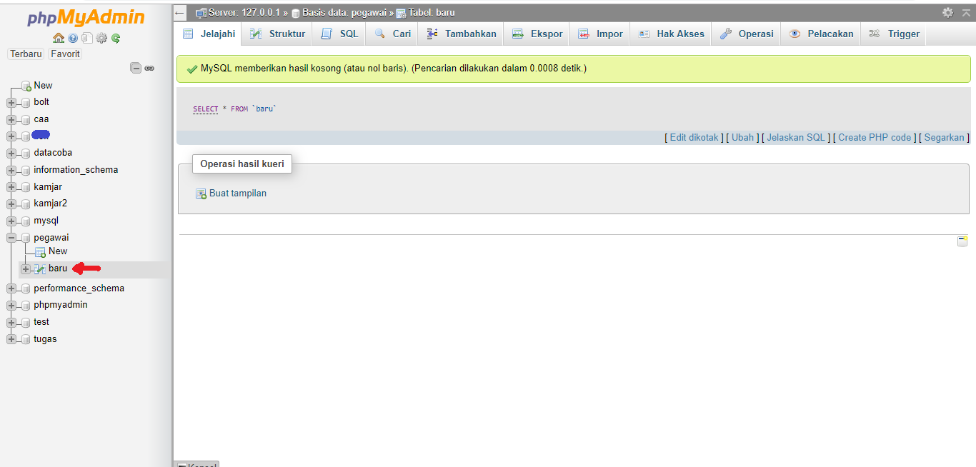 phpMyAdmin
Terbaru Favorit
New
bolt
caa
datacoba
information_schema
kamjar
kamjar2
mysql
pegawai
New
baru
performance_schema
phpmyadmin
test
tugas
Server: 127.0.0.1 » Basis data: pegawai » Tabel: baru
Jelajahi Struktur SQL Cari Tambahkan Ekspor Impor Hak Akses Operasi Pelacakan Trigger
MySQL memberikan hasil kosong (atau nol baris). (Pencarian dilakukan dalam 0.0008 detik.)
SELECT * FROM `baru`
[ Edit dikotak ] [ Ubah ] [ Jelaskan SQL ] [ Create PHP code ] [ Segarkan ]
Operasi hasil kueri
Buat tampilan